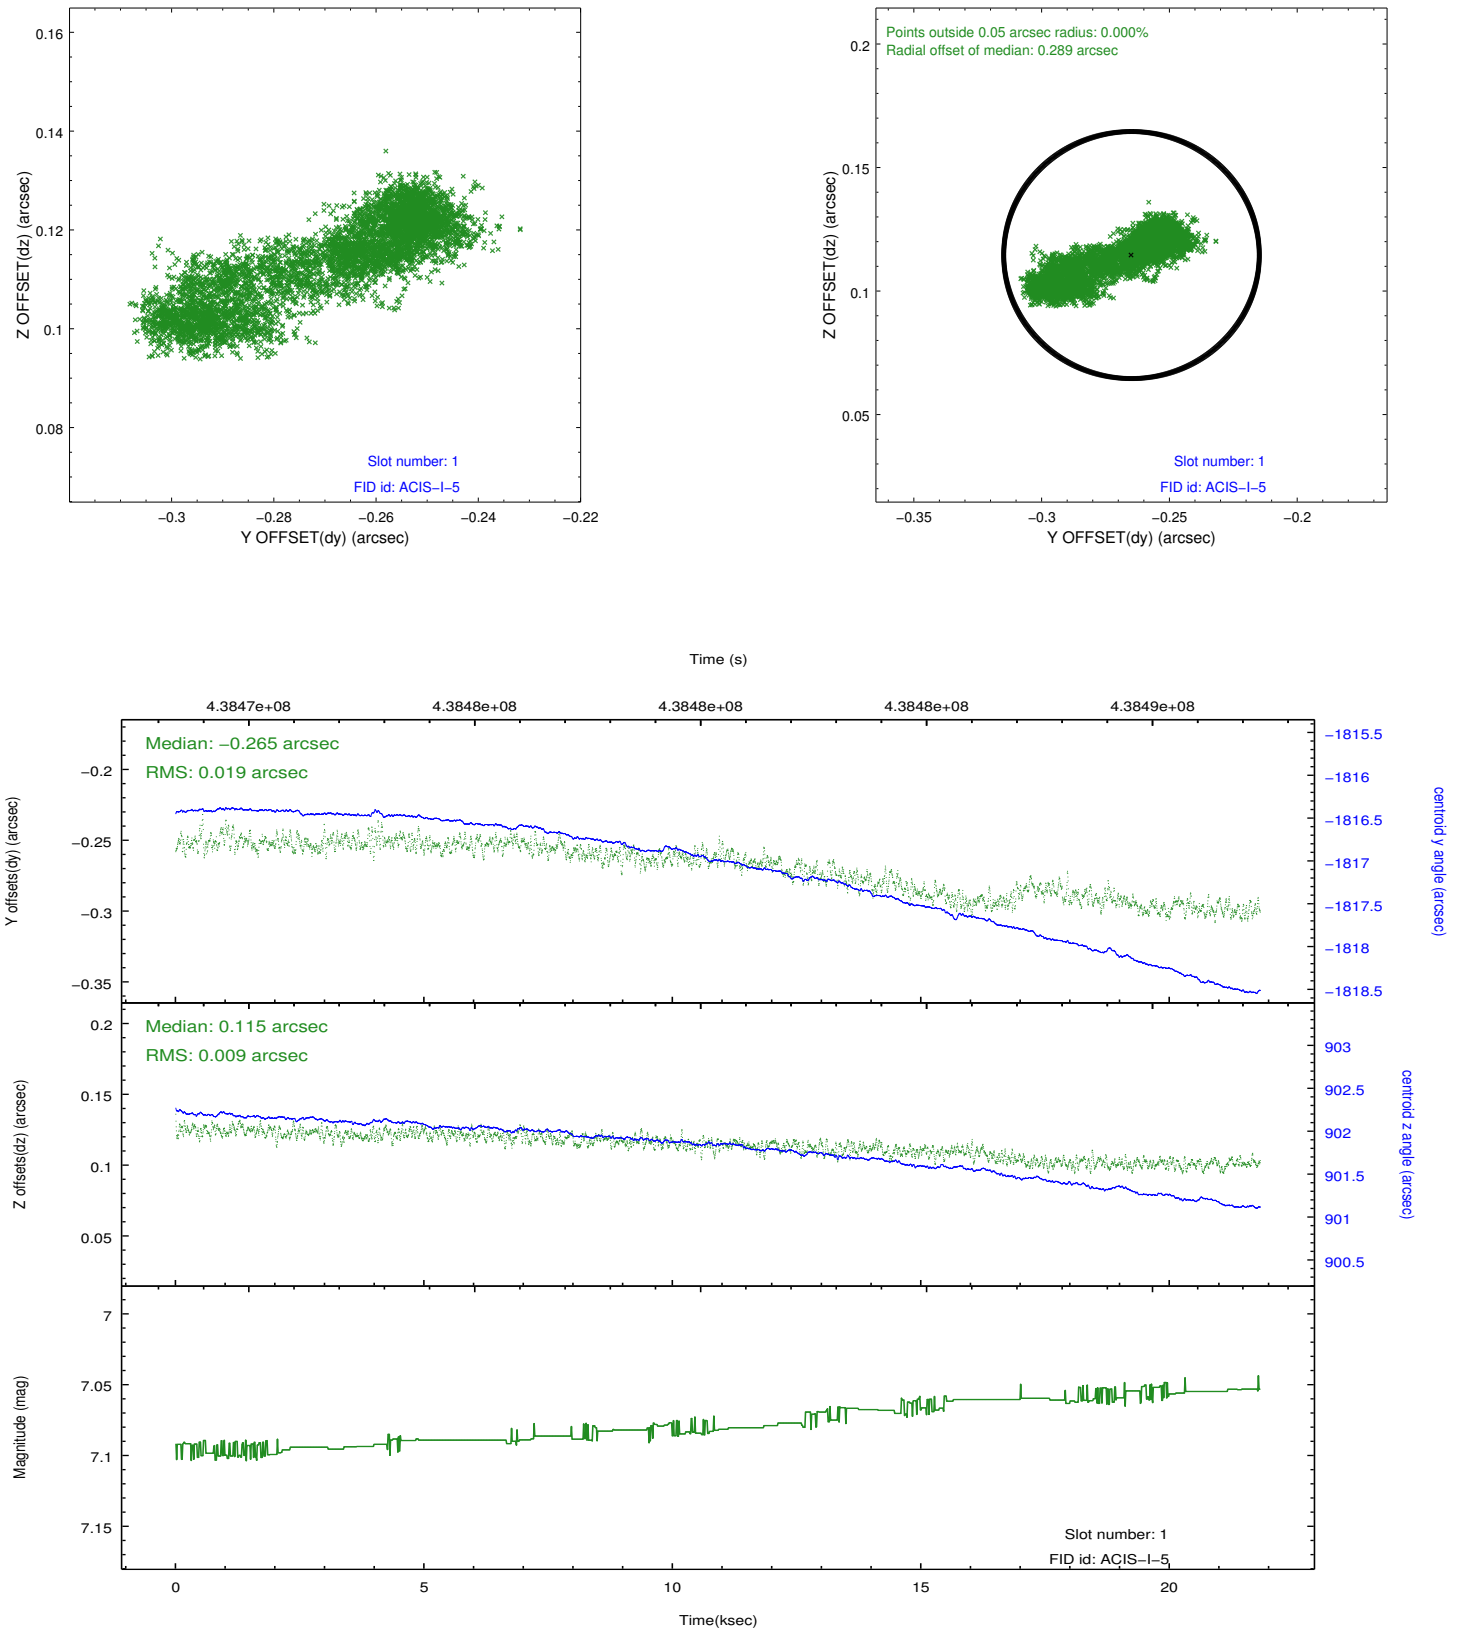 0.16
0.14
0.12
0.1
0.08
Z OFFSET(dz) (arcsec)
Slot number: 1
FID id: ACIS−I−5
−0.3 −0.28 −0.26 −0.24 −0.22
Y OFFSET(dy) (arcsec)
Points outside 0.05 arcsec radius: 0.000%
Radial offset of median: 0.289 arcsec
0.2
0.15
0.1
0.05
Z OFFSET(dz) (arcsec)
Slot number: 1
FID id: ACIS−I−5
−0.35 −0.3 −0.25 −0.2
Y OFFSET(dy) (arcsec)
Time (s)
4.3847e+08 4.3848e+08 4.3848e+08 4.3848e+08 4.3849e+08
Median: −0.265 arcsec
RMS: 0.019 arcsec
−0.2
−0.25
−0.3
−0.35
Y offsets(dy) (arcsec)
−1815.5
−1816
−1816.5
−1817
−1817.5
−1818
−1818.5
centroid y angle (arcsec)
Median: 0.115 arcsec
RMS: 0.009 arcsec
0.2
0.15
0.1
0.05
Z offsets(dz) (arcsec)
903
902.5
902
901.5
901
900.5
centroid z angle (arcsec)
7
7.05
7.1
7.15
Magnitude (mag)
Slot number: 1
FID id: ACIS−I−5
0 5 10 15 20
Time(ksec)